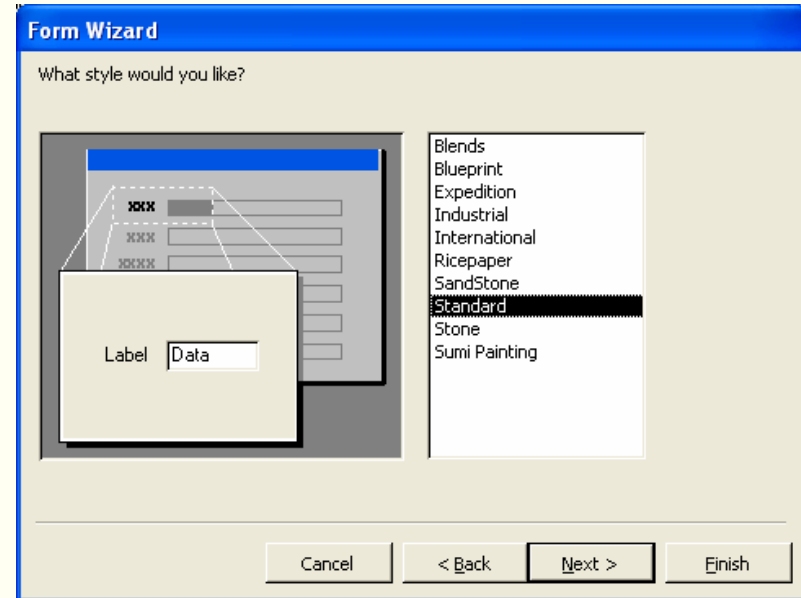 Form Wizard
What style would you like?
xxx
xxx
xxxx
Label Data
Blends
Blueprint
Expedition
Industrial
International
Ricepaper
SandStone
Standard
Stone
Sumi Painting
Cancel < Back Next > Finish